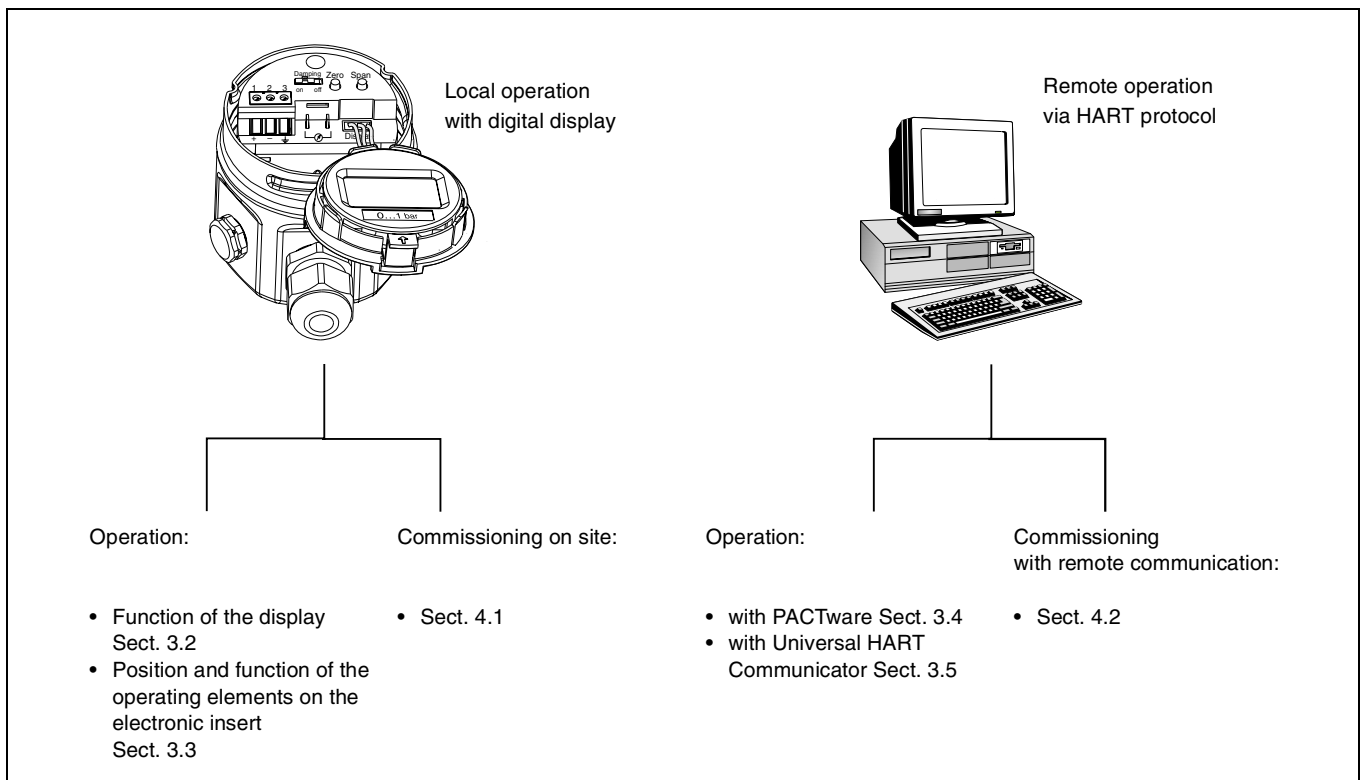 Damping Zero Span
on off
1 2 3
+ −
Display
0...1 bar
Local operation
with digital display
Remote operation
via HART protocol
Operation:
• Function of the display
Sect. 3.2
• Position and function of the
operating elements on the
electronic insert
Sect. 3.3
Commissioning on site:
• Sect. 4.1
Operation:
• with PACTware Sect. 3.4
• with Universal HART
Communicator Sect. 3.5
Commissioning
with remote communication:
• Sect. 4.2